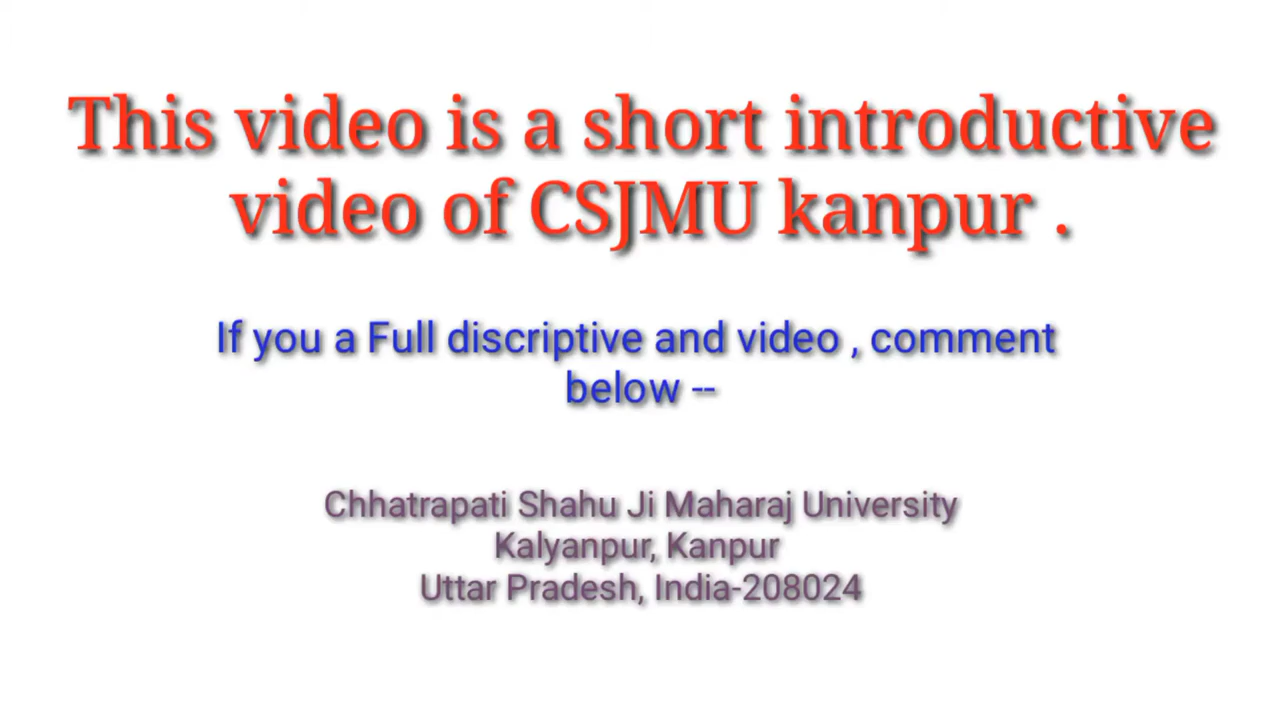 This video is a short introductive
video of CSJMU kanpur .
If you a Full discriptive and video , comment
below --
Chhatrapati Shahu Ji Maharaj University
Kalyanpur, Kanpur
Uttar Pradesh, India-208024